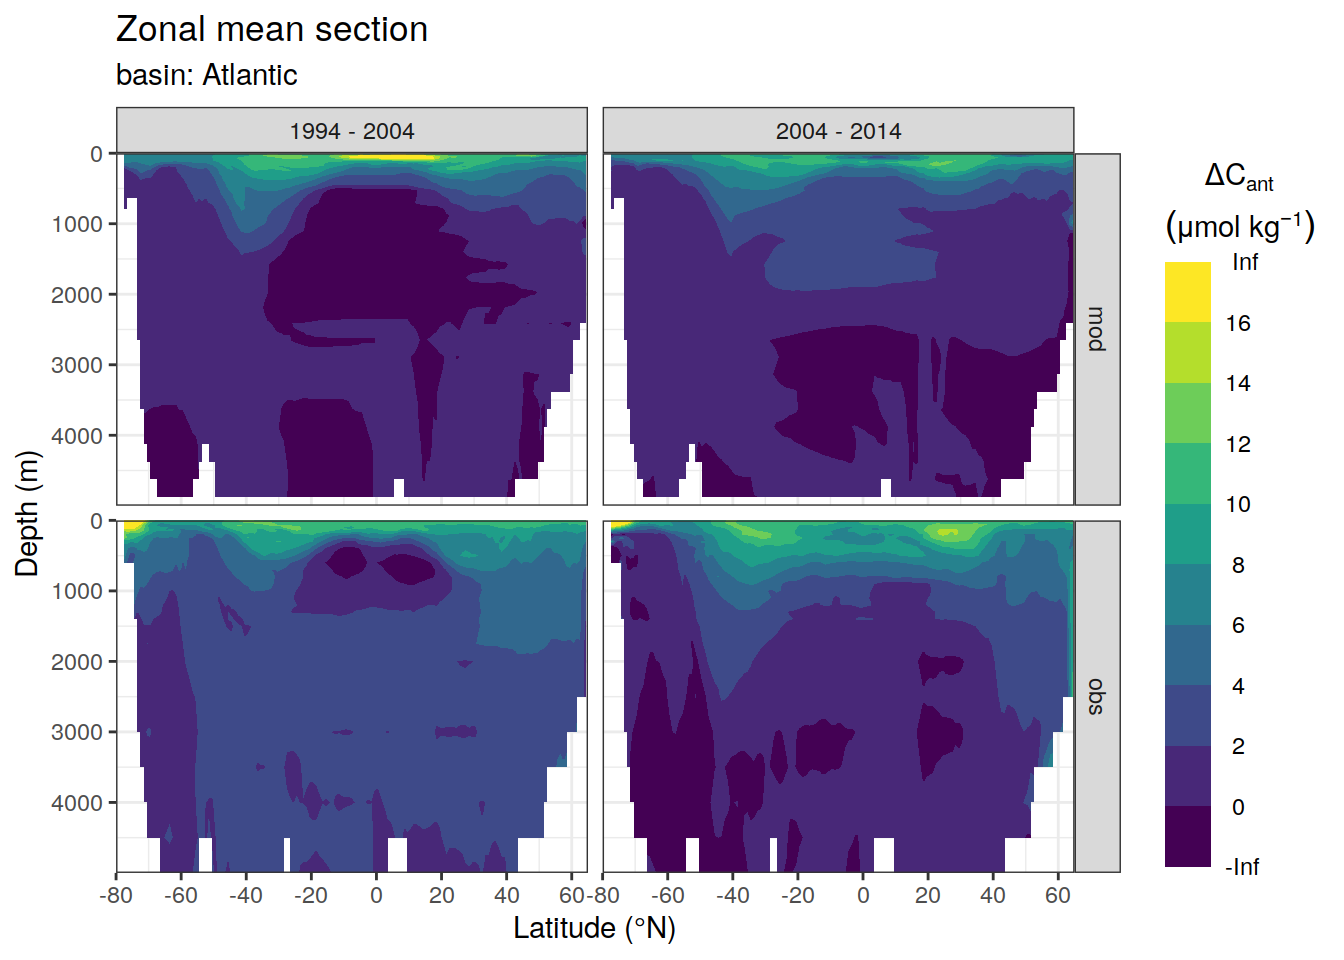 Zonal mean section
basin: Atlantic
1994 - 2004
2004 - 2014
0
1000
2000
3000
4000
mod
0
1000
2000
3000
4000
obs
-80 -60 -40 -20 0 20 40 60
-80 -60 -40 -20 0 20 40 60
Depth (m)
Latitude (°N)
ΔCant
(μmol kg⁻¹)
Inf
16
14
12
10
8
6
4
2
0
-Inf